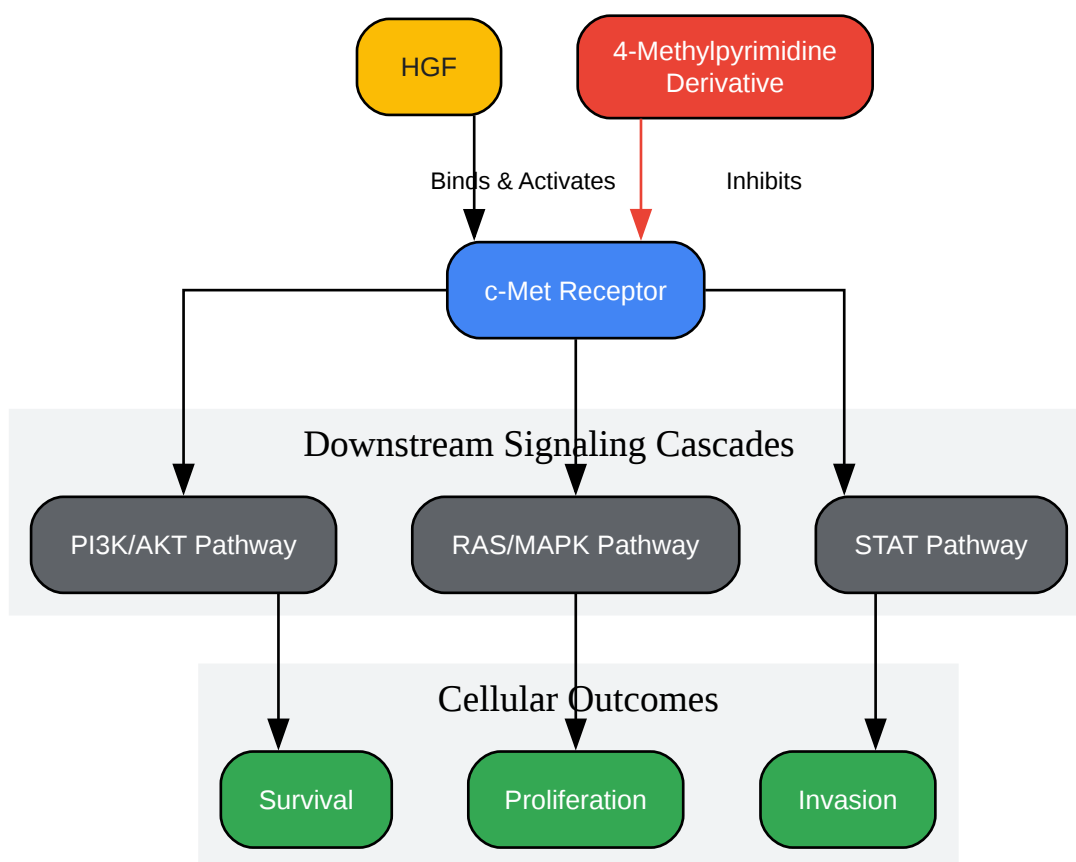 HGF
4-Methylpyrimidine
Derivative
Binds & Activates
Inhibits
c-Met Receptor
Downstream Signaling Cascades
PI3K/AKT Pathway
RAS/MAPK Pathway
STAT Pathway
Cellular Outcomes
Survival
Proliferation
Invasion